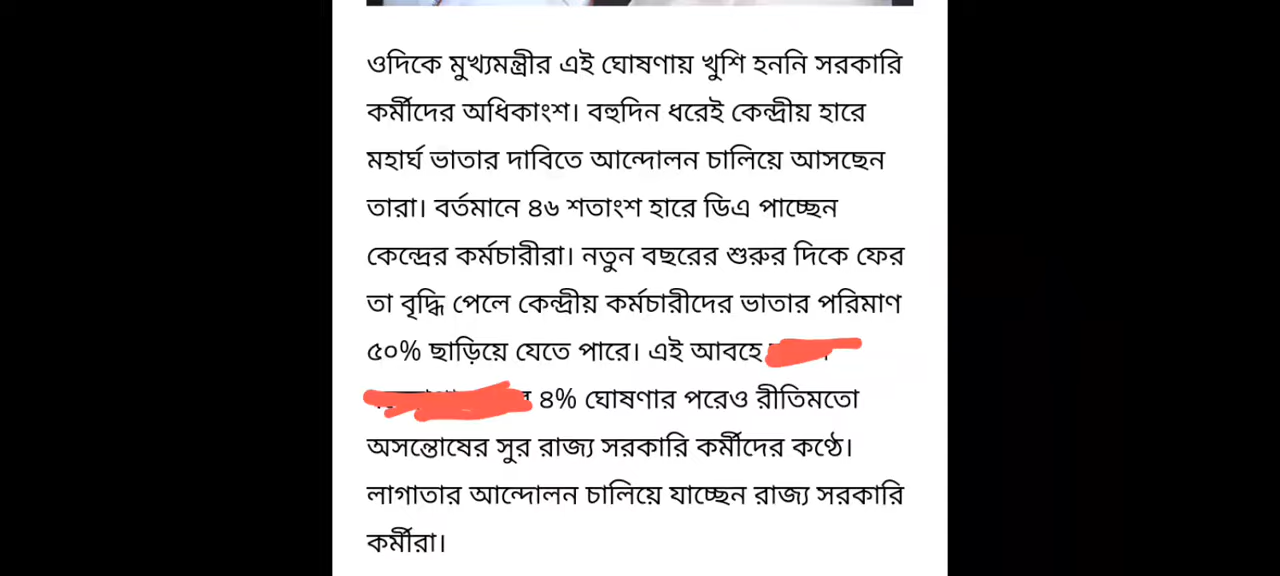 ওদিকে মুখ্যমন্ত্রীর এই ঘোষণায় খুশি হননি সরকারি
কর্মীদের অধিকাংশ। বহুদিন ধরেই কেন্দ্রীয় হারে
মহার্ঘ ভাতার দাবিতে আন্দোলন চালিয়ে আসছেন
তারা। বর্তমানে ৪৬ শতাংশ হারে ডিএ পাচ্ছেন
কেন্দ্রের কর্মচারীরা। নতুন বছরের শুরুর দিকে ফের
তা বৃদ্ধি পেলে কেন্দ্রীয় কর্মচারীদের ভাতার পরিমাণ
৫০% ছাড়িয়ে যেতে পারে। এই আবহে
৪% ঘোষণার পরেও রীতিমতো
অসন্তোষের সুর রাজ্য সরকারি কর্মীদের কণ্ঠে।
লাগাতার আন্দোলন চালিয়ে যাচ্ছেন রাজ্য সরকারি
কর্মীরা।